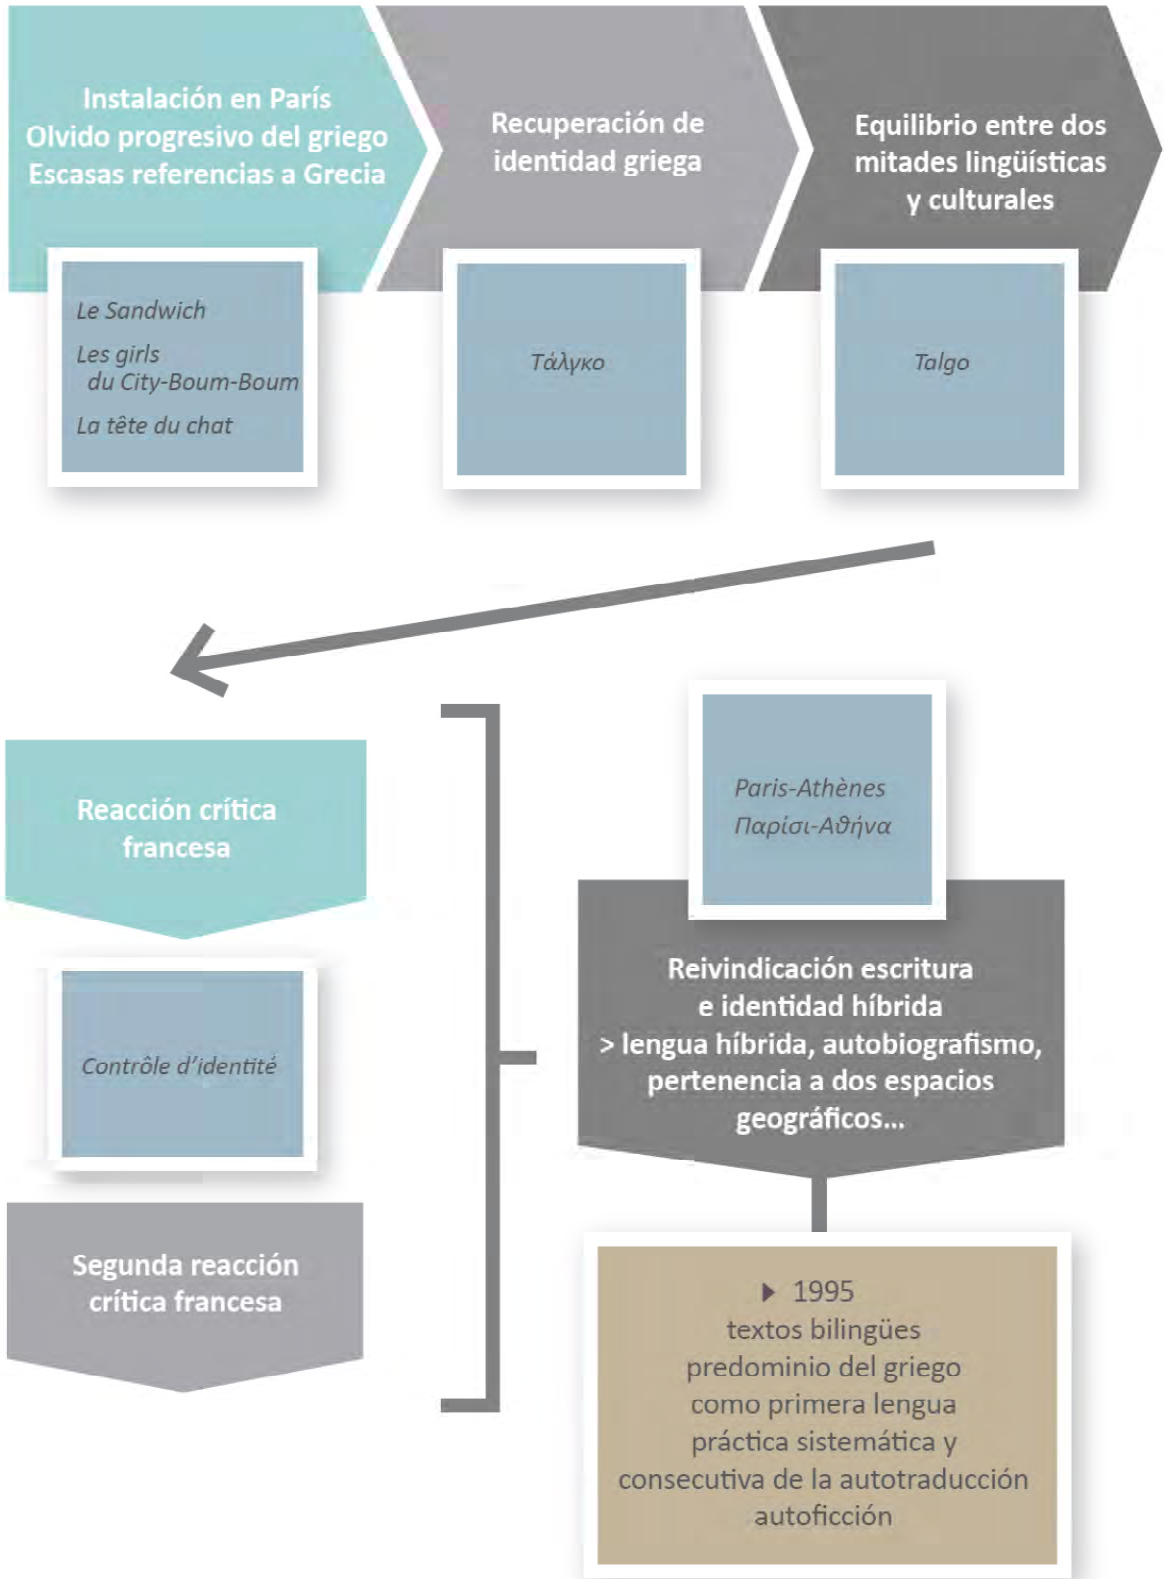 Instalación en París
Olvido progresivo del griego
Escasas referencias a Grecia
Recuperación de
identidad griega
Equilibrio entre dos
mitades lingüísticas
y culturales
Le Sandwich
Les girls
du City-Boum-Boum
La tête du chat
Τάλγκο
Talgo
Reacción crítica
francesa
Contrôle d’identité
Segunda reacción
crítica francesa
Paris-Athènes
Παρίσι-Αθήνα
Reivindicación escritura
e identidad híbrida
> lengua híbrida, autobiografismo,
pertenencia a dos espacios
geográficos...
▶ 1995
textos bilingües
predominio del griego
como primera lengua
práctica sistemática y
consecutiva de la autotraducción
autoficción